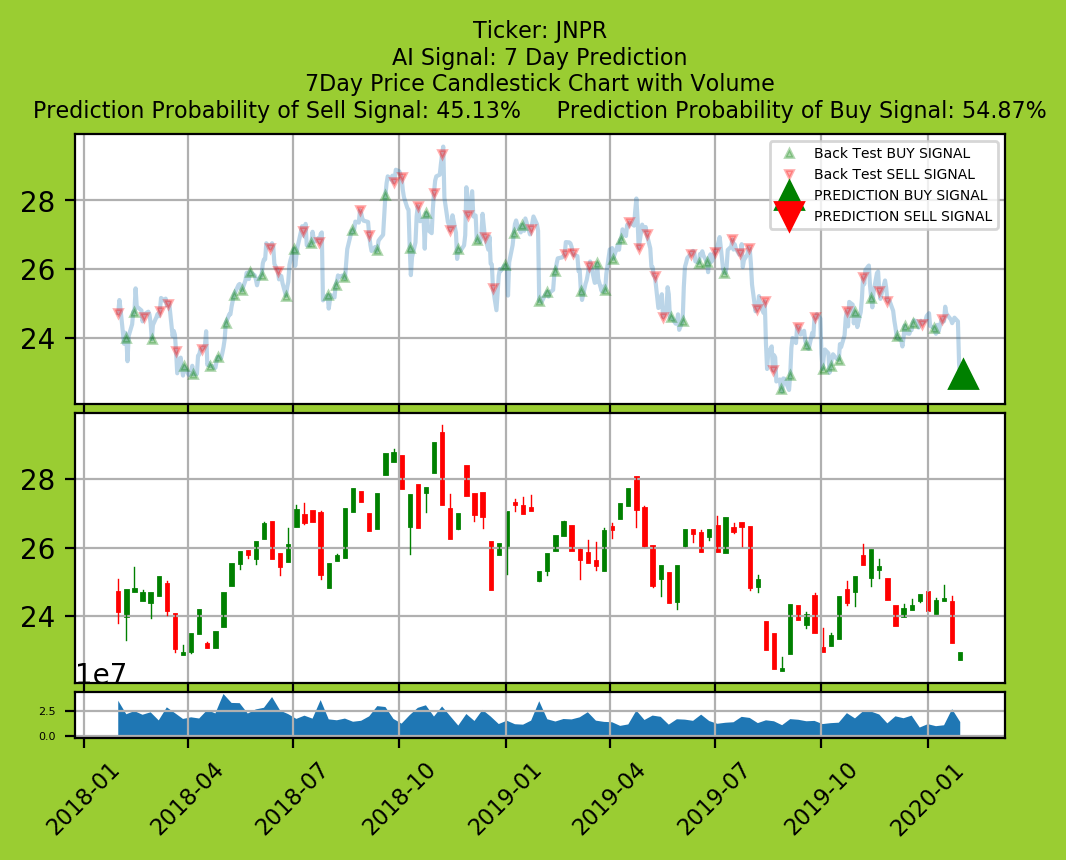 Ticker: JNPR
AI Signal: 7 Day Prediction
7Day Price Candlestick Chart with Volume
Prediction Probability of Sell Signal: 45.13% Prediction Probability of Buy Signal: 54.87%
Back Test BUY SIGNAL
Back Test SELL SIGNAL
PREDICTION BUY SIGNAL
PREDICTION SELL SIGNAL
28
26
24
28
26
24
1e7
2.5
0.0
2018-01
2018-04
2018-07
2018-10
2019-01
2019-04
2019-07
2019-10
2020-01